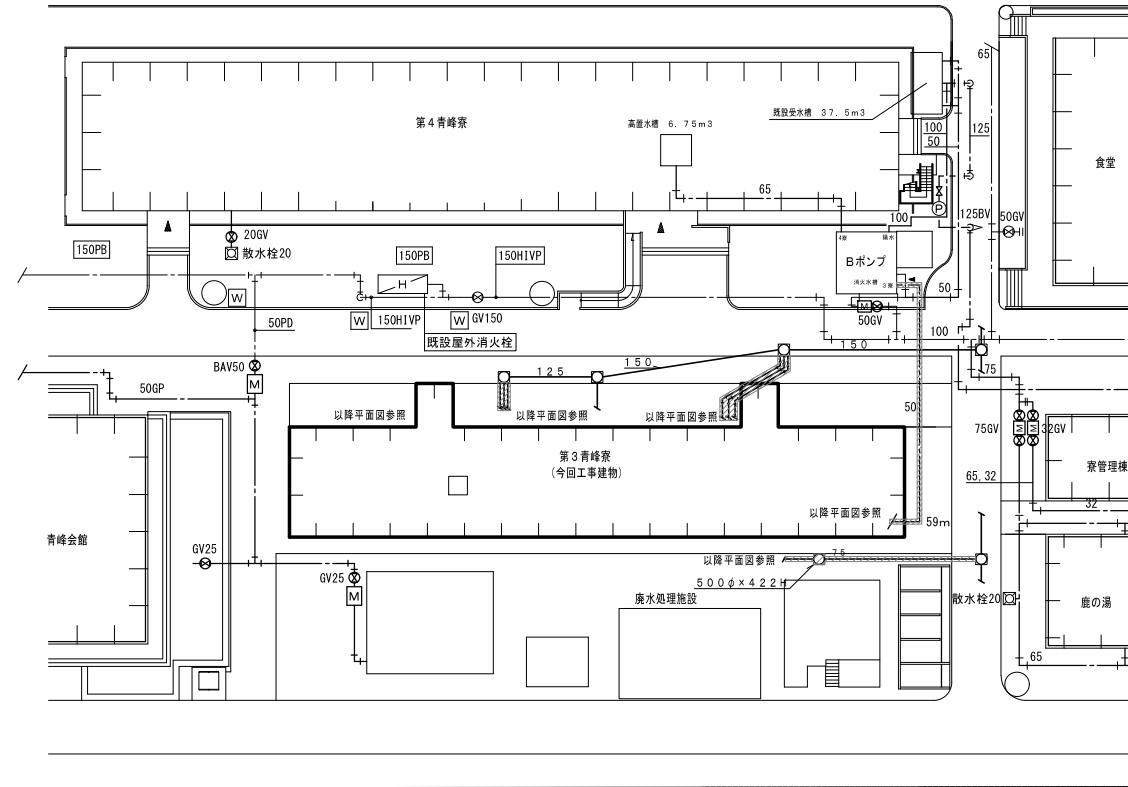 65
既設受水槽 37.5m3
高置水槽 6.75m3
第4青峰寮
100
50
125
食堂
65
P
100
125BV
50GV
150PB
20GV
散水栓20
150PB
150HIVP
4寮
揚水
Bポンプ
消火水槽
3寮
H
W
W
W
150HIVP
GV150
既設屋外消火栓
M
50GV
50
100
50PD
150
150
125
75
BAV50
M
50GP
以降平面図参照
以降平面図参照
以降平面図参照
50
75GV
M
M
32GV
第3青峰寮
(今回工事建物)
寮管理棟
65,32
32
以降平面図参照
59m
青峰会館
GV25
以降平面図参照
75
GV25
M
500φ×422H
廃水処理施設
散水栓20
鹿の湯
65